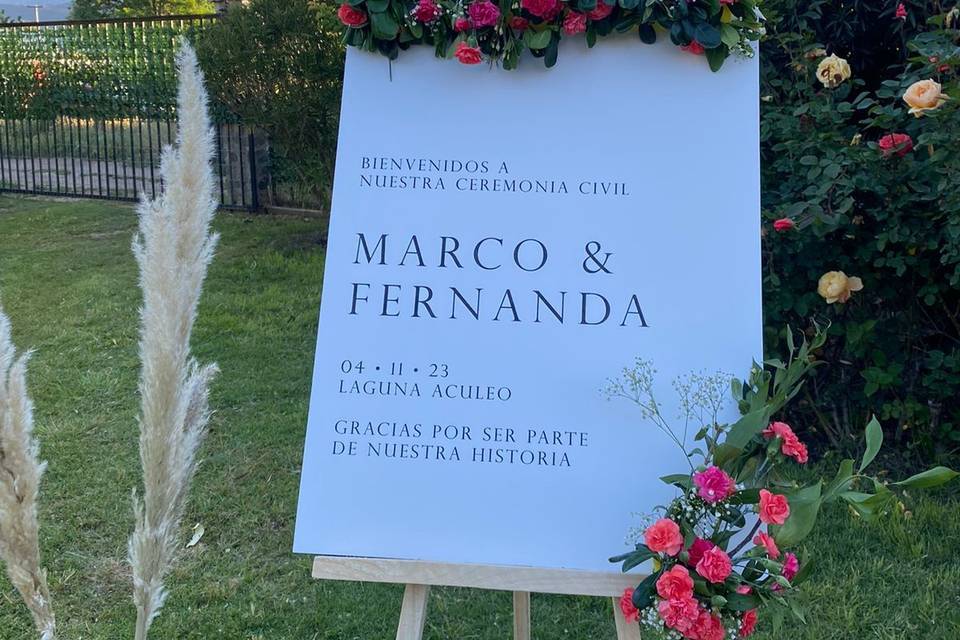 BIENVENIDOS A
NUESTRA CEREMONIA CIVIL
MARCO &
FERNANDA
04 • 11 • 23
LAGUNA ACULEO
GRACIAS POR SER PARTE
DE NUESTRA HISTORIA